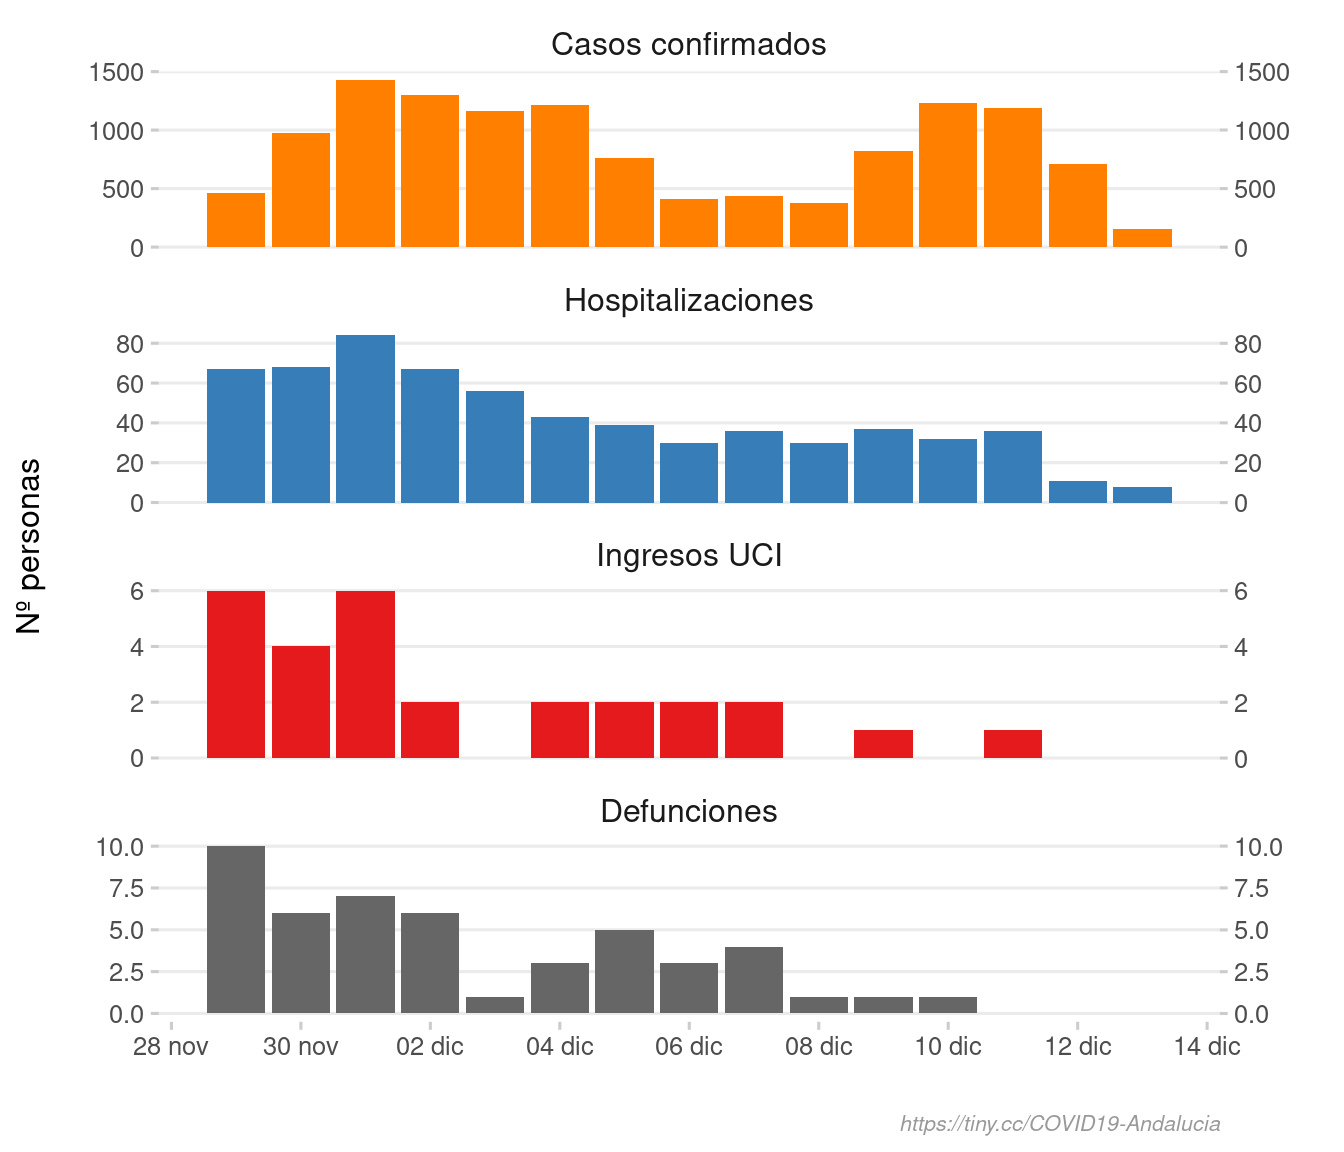 Casos confirmados
1500 1500
1000 1000
500 500
0 0
Hospitalizaciones
80 80
60 60
40 40
20 20
0 0
Nº personas
Ingresos UCI
6 6
4 4
2 2
0 0
Defunciones
10.0 10.0
7.5 7.5
5.0 5.0
2.5 2.5
0.0 0.0
28 nov 30 nov 02 dic 04 dic 06 dic 08 dic 10 dic 12 dic 14 dic
https://tiny.cc/COVID19-Andalucia